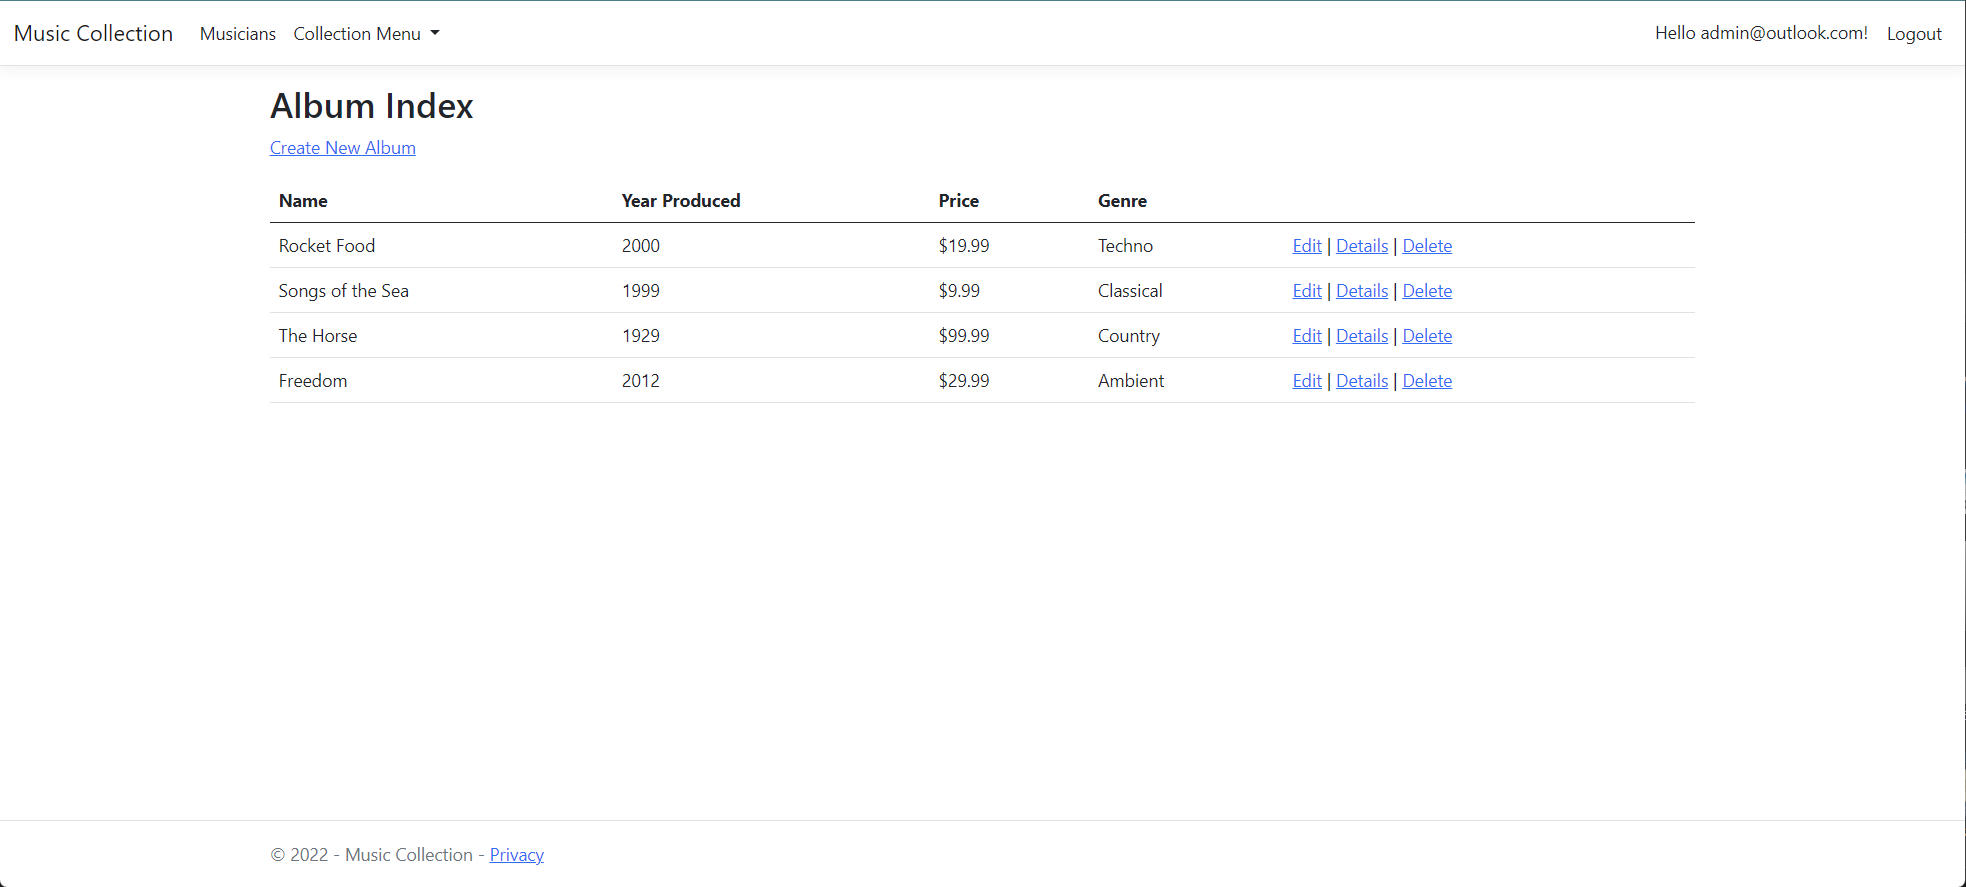 Music Collection Musicians Collection Menu Hello admin@outlook.com! Logout
Album Index
Create New Album
Name Year Produced Price Genre
Rocket Food 2000 $19.99 Techno Edit | Details | Delete
Songs of the Sea 1999 $9.99 Classical Edit | Details | Delete
The Horse 1929 $99.99 Country Edit | Details | Delete
Freedom 2012 $29.99 Ambient Edit | Details | Delete
© 2022 - Music Collection - Privacy